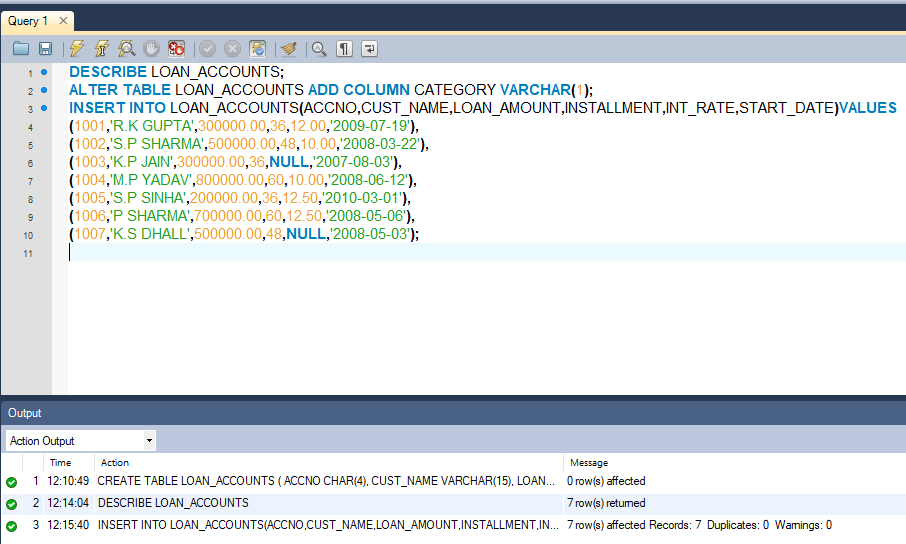 Query 1
1 DESCRIBE LOAN_ACCOUNTS;
2 ALTER TABLE LOAN_ACCOUNTS ADD COLUMN CATEGORY VARCHAR(1);
3 INSERT INTO LOAN_ACCOUNTS(ACCNO,CUST_NAME,LOAN_AMOUNT,INSTALLMENT,INT_RATE,START_DATE)VALUES
4 (1001,'R.K GUPTA',300000.00,36,12.00,'2009-07-19'),
5 (1002,'S.P SHARMA',500000.00,48,10.00,'2008-03-22'),
6 (1003,'K.P JAIN',300000.00,36,NULL,'2007-08-03'),
7 (1004,'M.P YADAV',800000.00,60,10.00,'2008-06-12'),
8 (1005,'S.P SINHA',200000.00,36,12.50,'2010-03-01'),
9 (1006,'P SHARMA',700000.00,60,12.50,'2008-05-06'),
10 (1007,'K.S DHALL',500000.00,48,NULL,'2008-05-03');
11
Output
Action Output
Time Action Message
1 12:10:49 CREATE TABLE LOAN_ACCOUNTS ( ACCNO CHAR(4), CUST_NAME VARCHAR(15), LOAN... 0 row(s) affected
2 12:14:04 DESCRIBE LOAN_ACCOUNTS 7 row(s) returned
3 12:15:40 INSERT INTO LOAN_ACCOUNTS(ACCNO,CUST_NAME,LOAN_AMOUNT,INSTALLMENT,IN... 7 row(s) affected Records: 7 Duplicates: 0 Warnings: 0